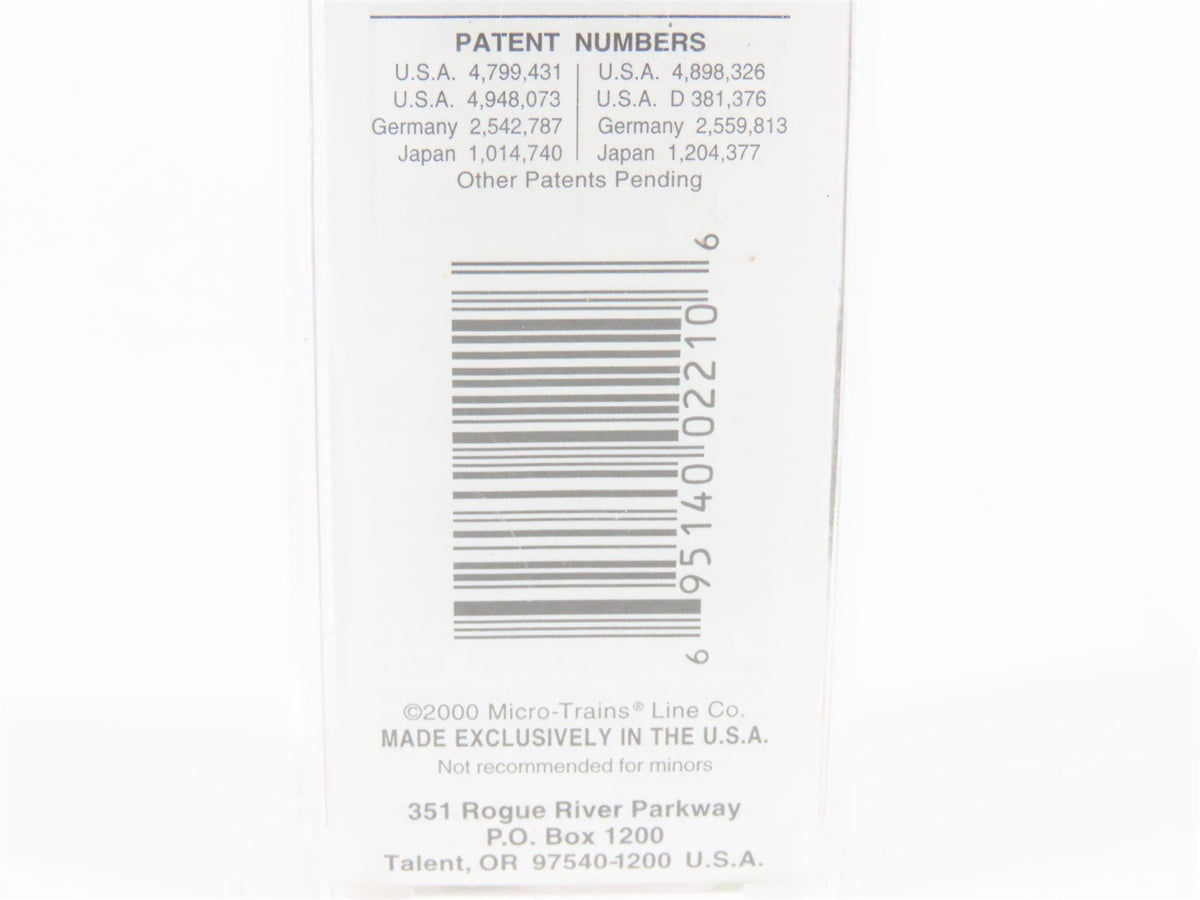 PATENT NUMBERS
U.S.A. 4,799,431 | U.S.A. 4,898,326
U.S.A. 4,948,073 | U.S.A. D 381,376
Germany 2,542,787 | Germany 2,559,813
Japan 1,014,740 | Japan 1,204,377
Other Patents Pending
6 95140 02210 6
©2000 Micro-Trains® Line Co.
MADE EXCLUSIVELY IN THE U.S.A.
Not recommended for minors
351 Rogue River Parkway
P.O. Box 1200
Talent, OR 97540-1200 U.S.A.